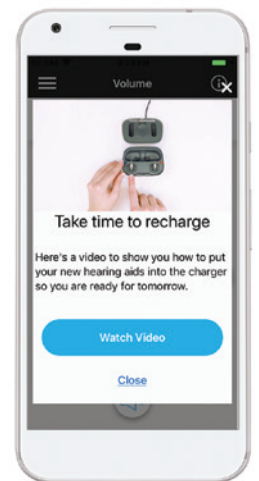 Volume
Take time to recharge
Here's a video to show you how to put
your new hearing aids into the charger
so you are ready for tomorrow.
Watch Video
Close